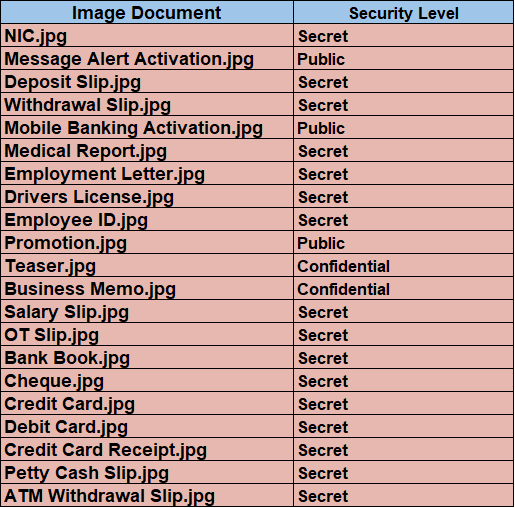 Image Document Security Level
NIC.jpg Secret
Message Alert Activation.jpg Public
Deposit Slip.jpg Secret
Withdrawal Slip.jpg Secret
Mobile Banking Activation.jpg Public
Medical Report.jpg Secret
Employment Letter.jpg Secret
Drivers License.jpg Secret
Employee ID.jpg Secret
Promotion.jpg Public
Teaser.jpg Confidential
Business Memo.jpg Confidential
Salary Slip.jpg Secret
OT Slip.jpg Secret
Bank Book.jpg Secret
Cheque.jpg Secret
Credit Card.jpg Secret
Debit Card.jpg Secret
Credit Card Receipt.jpg Secret
Petty Cash Slip.jpg Secret
ATM Withdrawal Slip.jpg Secret